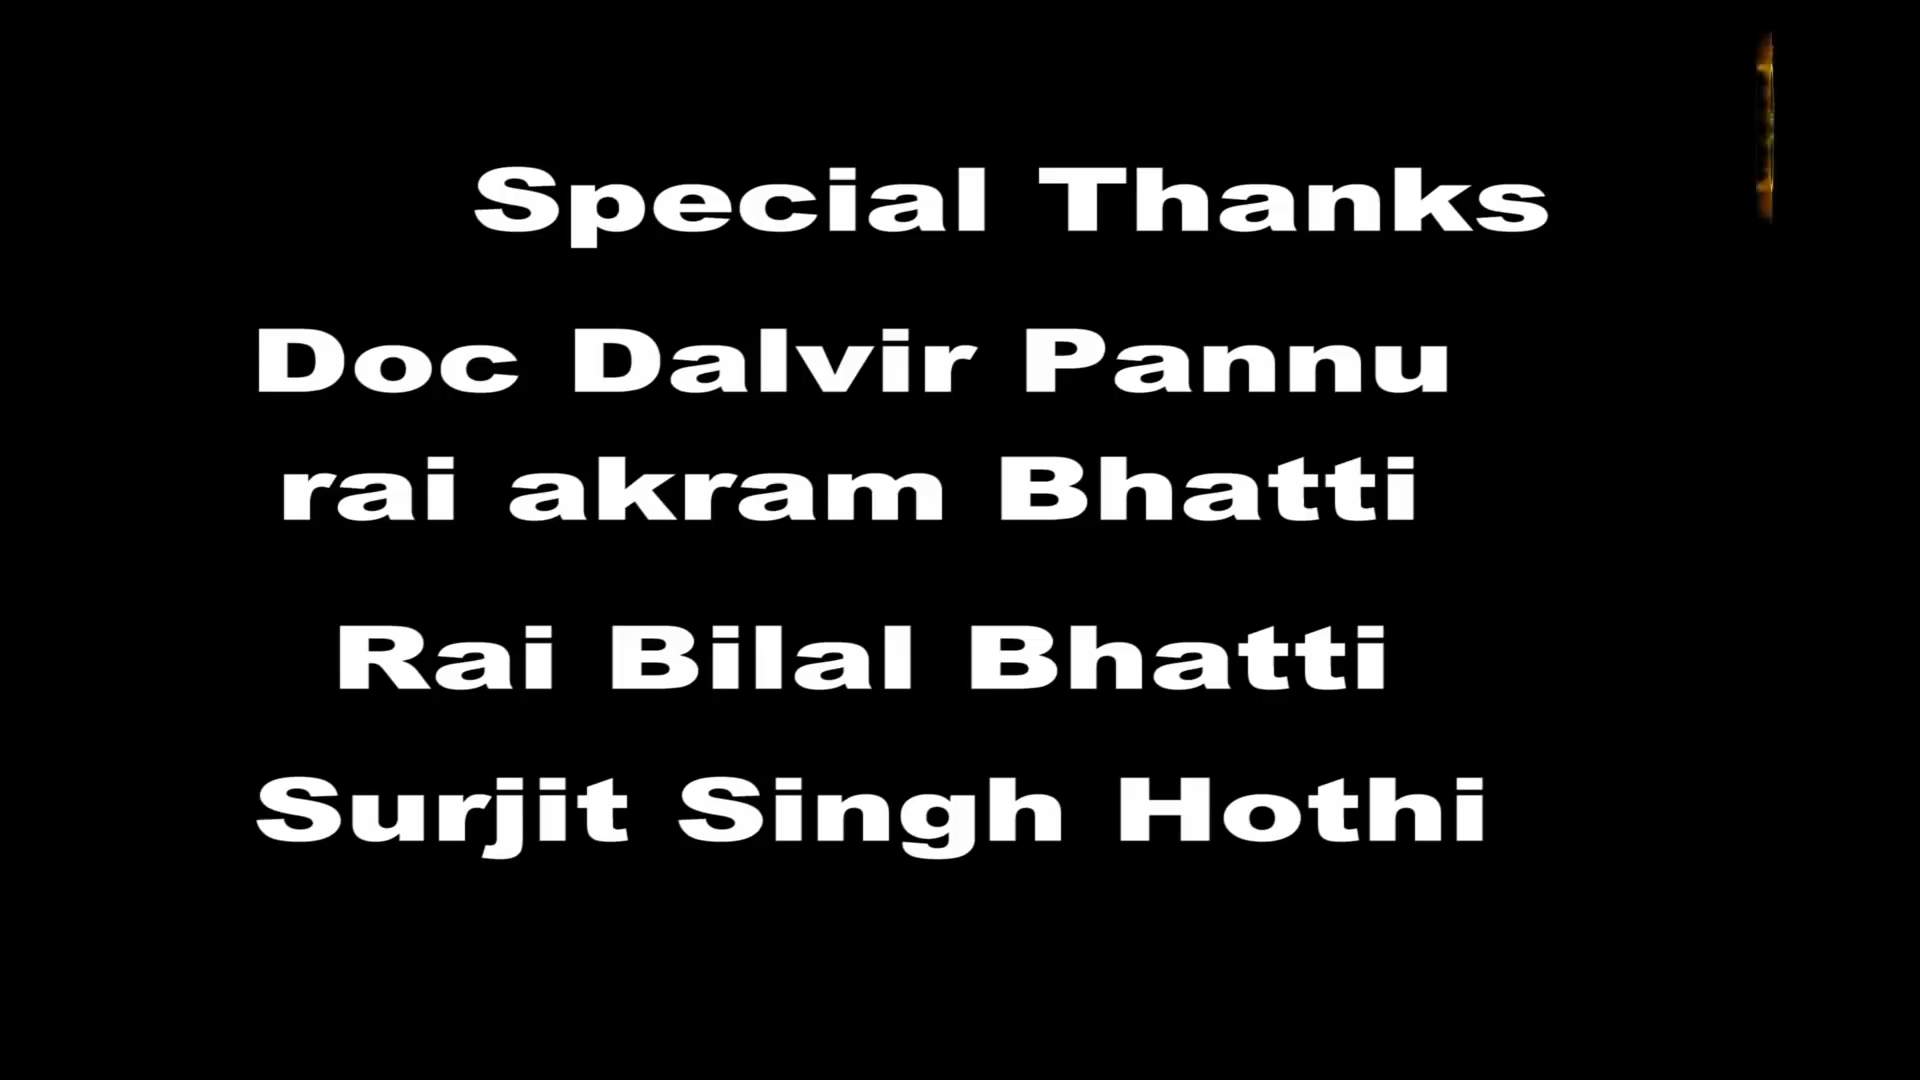 Special Thanks
Doc Dalvir Pannu
rai akram Bhatti
Rai Bilal Bhatti
Surjit Singh Hothi